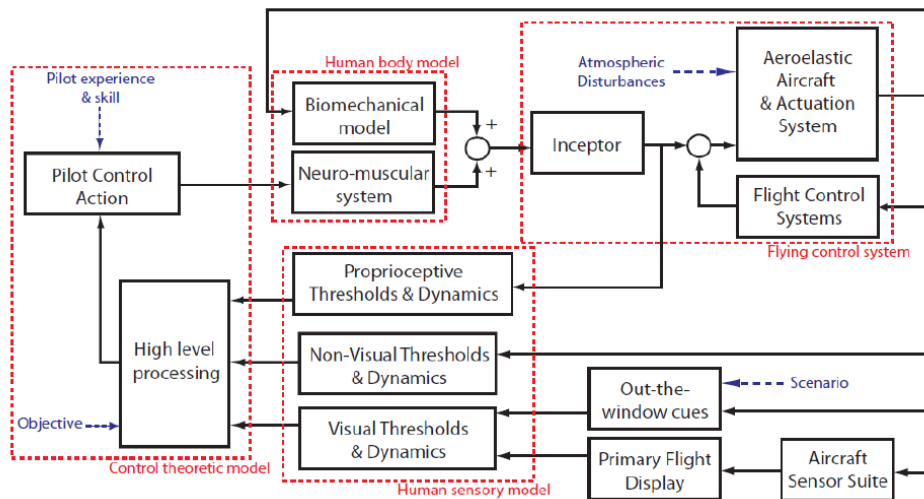 Pilot experience
& skill
Human body model
Atmospheric
Disturbances
Aeroelastic
Aircraft
& Actuation
System
Biomechanical
model
+
Inceptor
Pilot Control
Action
Neuro-muscular
system
+
Flight Control
Systems
Flying control system
Proprioceptive
Thresholds & Dynamics
High level
processing
Non-Visual Thresholds
& Dynamics
Out-the-
window cues
Scenario
Objective
Visual Thresholds
& Dynamics
Primary Flight
Display
Aircraft
Sensor Suite
Control theoretic model
Human sensory model